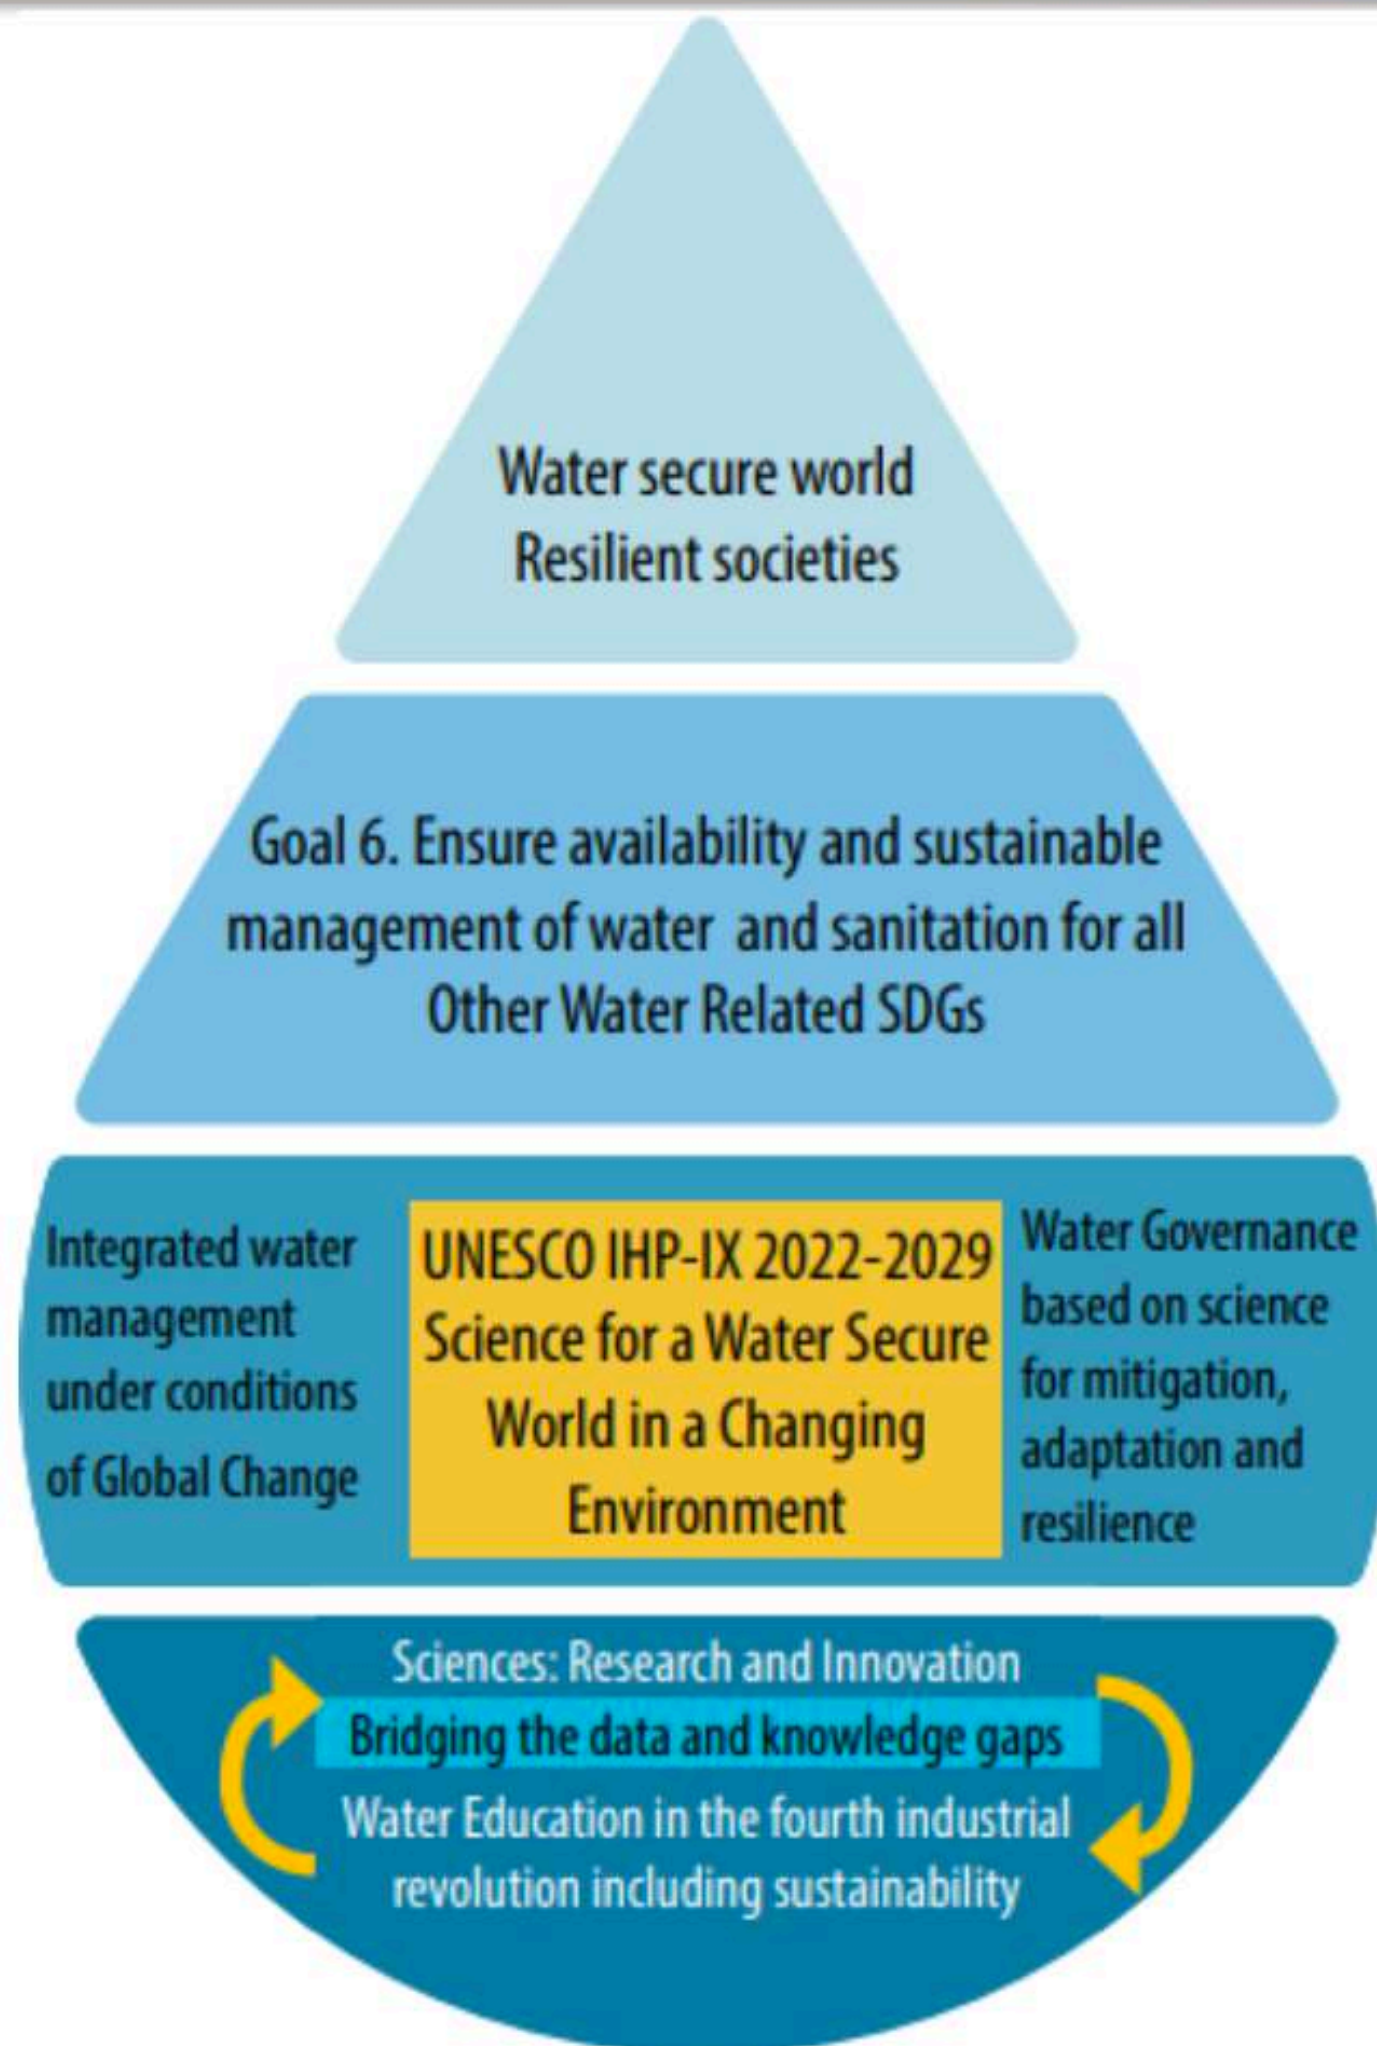 Water secure world
Resilient societies
Goal 6. Ensure availability and sustainable
management of water and sanitation for all
Other Water Related SDGs
Integrated water
management
under conditions
of Global Change
UNESCO IHP-IX 2022-2029
Science for a Water Secure
World in a Changing
Environment
Water Governance
based on science
for mitigation,
adaptation and
resilience
Sciences: Research and Innovation
Bridging the data and knowledge gaps
Water Education in the fourth industrial
revolution including sustainability